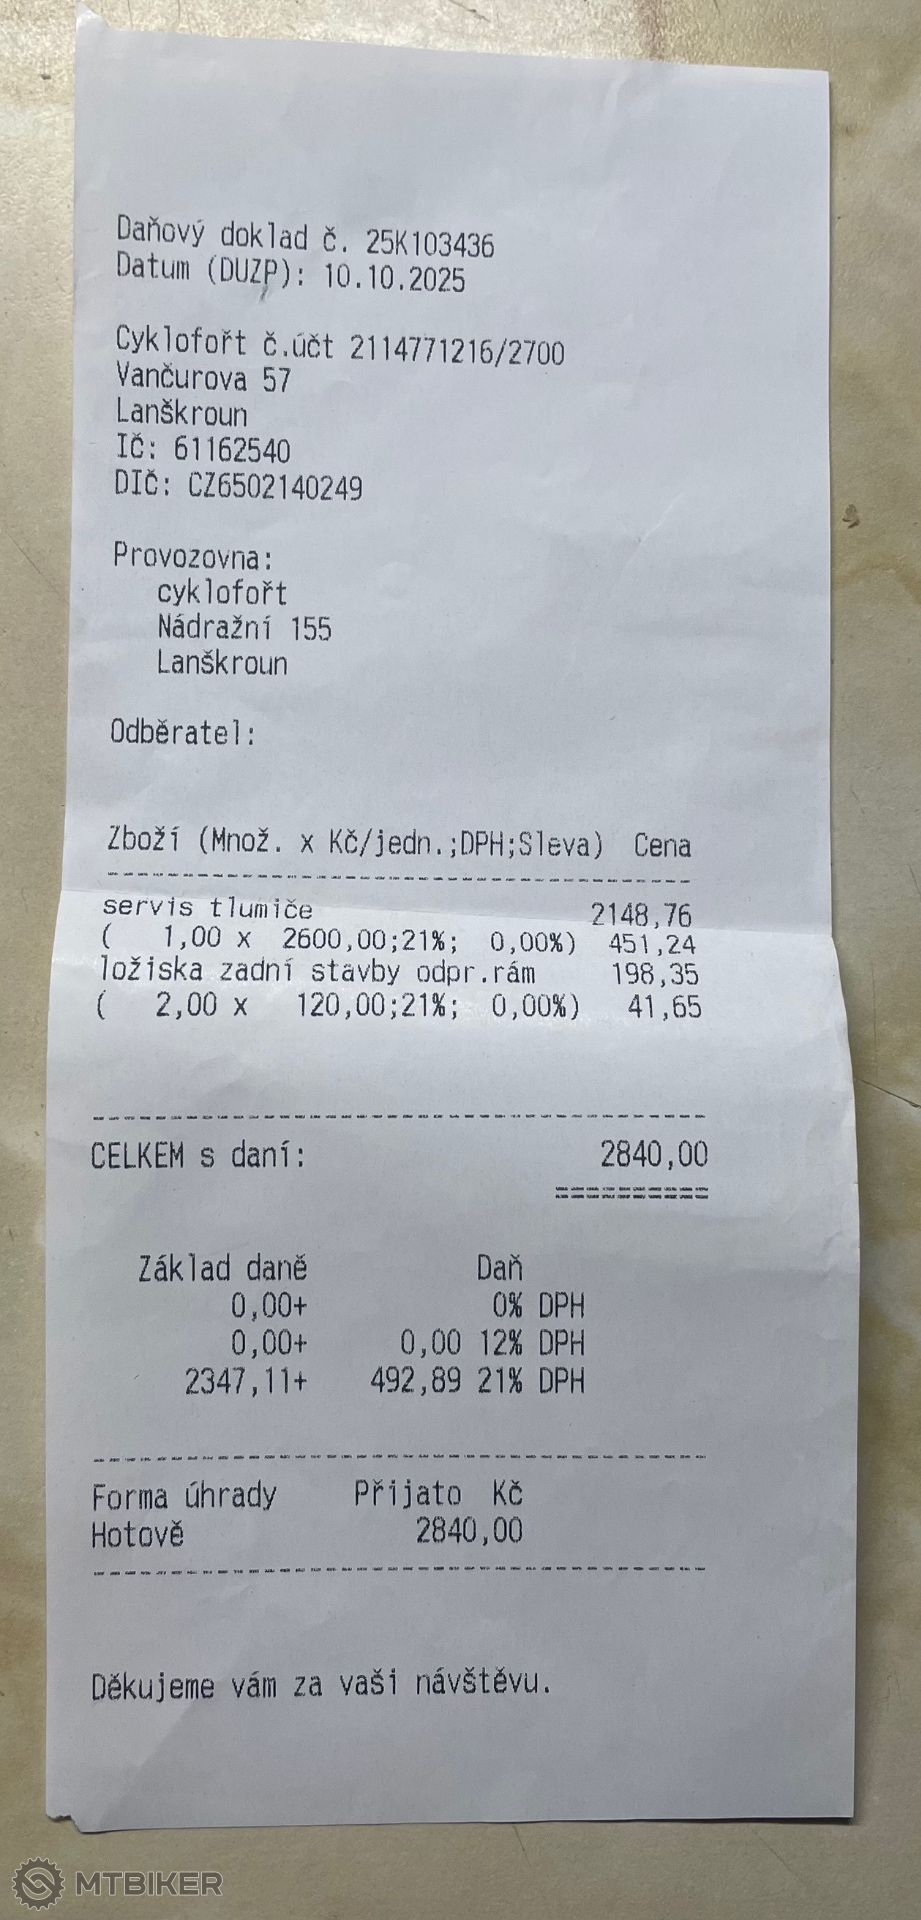 Daňový doklad č. 25K103436
Datum (DUZP): 10.10.2025
Cyklofořt č.účt 2114771216/2700
Vančurova 57
Lanškroun
IČ: 61162540
DIČ: CZ6502140249
Provozovna:
cyklofořt
Nádražní 155
Lanškroun
Odběratel:
Zboží (Množ. x Kč/jedn.;DPH;Sleva) Cena
servis tlumiče 2148,76
( 1,00 x 2600,00;21%; 0,00%) 451,24
ložiska zadní stavby odpr.rám 198,35
( 2,00 x 120,00;21%; 0,00%) 41,65
CELKEM s daní: 2840,00
Základ daně Daň
0,00+ 0% DPH
0,00+ 0,00 12% DPH
2347,11+ 492,89 21% DPH
Forma úhrady Přijato Kč
Hotově 2840,00
Děkujeme vám za vaši návštěvu.
MTBIKER